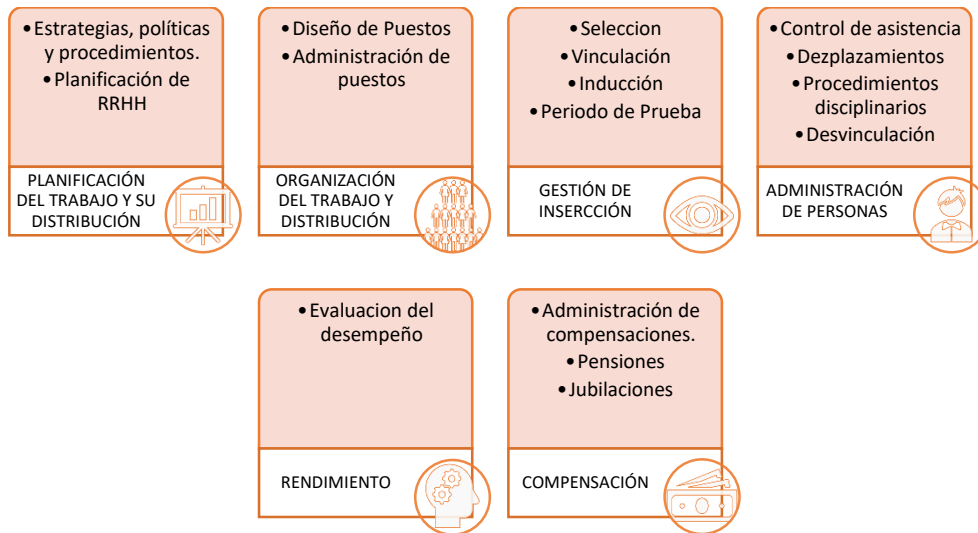 •Estrategias, políticas
y procedimientos.
•Planificación de
RRHH
PLANIFICACIÓN
DEL TRABAJO Y SU
DISTRIBUCIÓN
•Diseño de Puestos
•Administración de
puestos
ORGANIZACIÓN
DEL TRABAJO Y
DISTRIBUCIÓN
•Seleccion
•Vinculación
•Inducción
•Periodo de Prueba
GESTIÓN DE
INSERCCIÓN
•Control de asistencia
•Dezplazamientos
•Procedimientos
disciplinarios
•Desvinculación
ADMINISTRACIÓN
DE PERSONAS
•Evaluacion del
desempeño
RENDIMIENTO
•Administración de
compensaciones.
•Pensiones
•Jubilaciones
COMPENSACIÓN